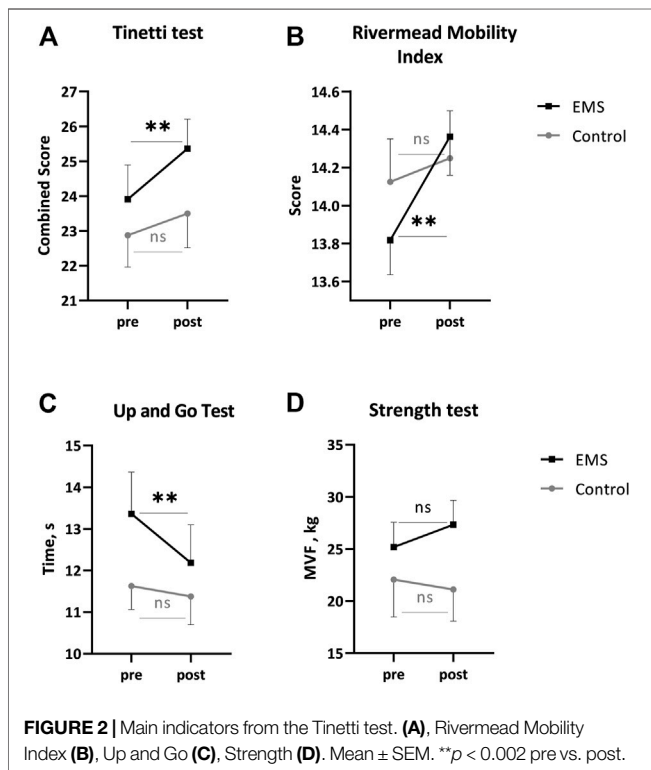 A
Tinetti test
27
26
25
24
23
22
21
Combined Score
**
ns
pre
post
B
Rivermead Mobility
Index
14.6
14.4
14.2
14.0
13.8
13.6
Score
ns
**
pre
post
EMS
Control
C
Up and Go Test
15
14
13
12
11
10
Time, s
**
ns
pre
post
D
Strength test
35
30
25
20
15
MVF , kg
ns
ns
pre
post
EMS
Control
FIGURE 2 | Main indicators from the Tinetti test. (A), Rivermead Mobility
Index (B), Up and Go (C), Strength (D). Mean ± SEM. **p < 0.002 pre vs. post.